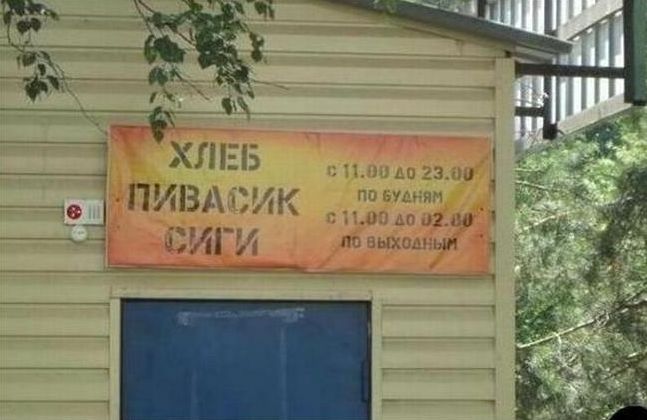 ХЛЕБ
ПИВАСИК
СИГИ
с 11.00 до 23.00
по будням
с 11.00 до 02.00
по выходным